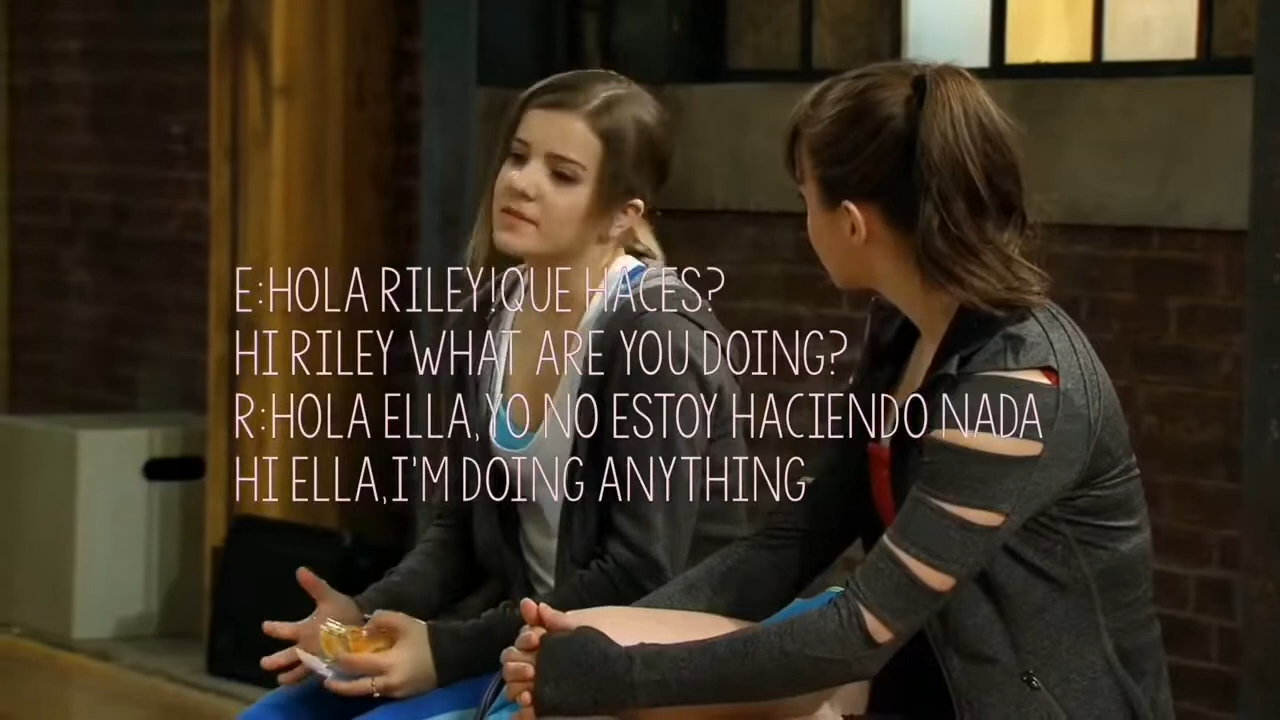 E:HOLA RILEY!QUE HACES?
HI RILEY WHAT ARE YOU DOING?
R:HOLA ELLA,YO NO ESTOY HACIENDO NADA
HI ELLA,I'M DOING ANYTHING